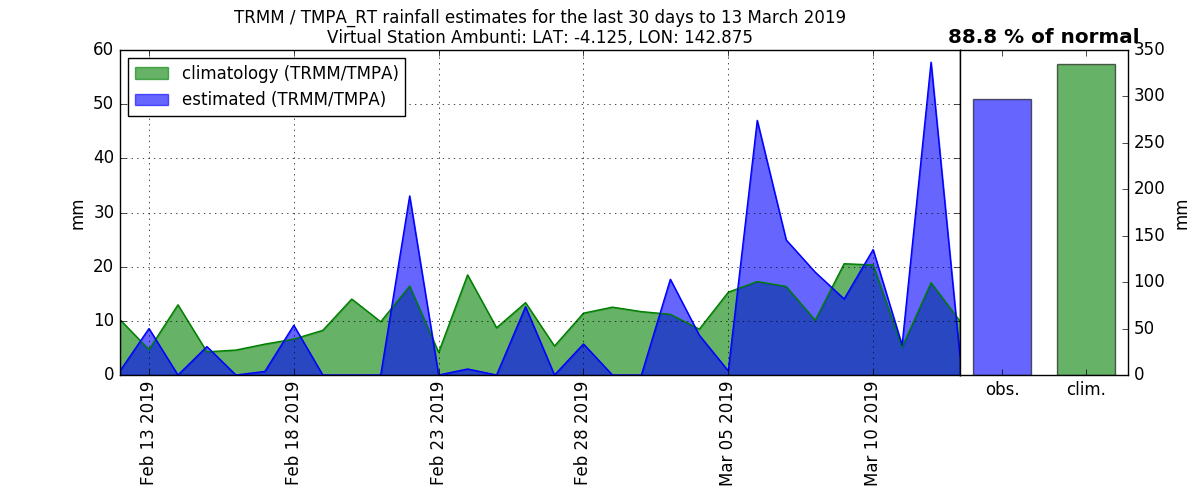 TRMM / TMPA_RT rainfall estimates for the last 30 days to 13 March 2019
Virtual Station Ambunti: LAT: -4.125, LON: 142.875
88.8 % of normal
climatology (TRMM/TMPA)
estimated (TRMM/TMPA)
60
50
40
30
20
10
0
mm
Feb 13 2019
Feb 18 2019
Feb 23 2019
Feb 28 2019
Mar 05 2019
Mar 10 2019
obs.
clim.
350
300
250
200
150
100
50
0
mm